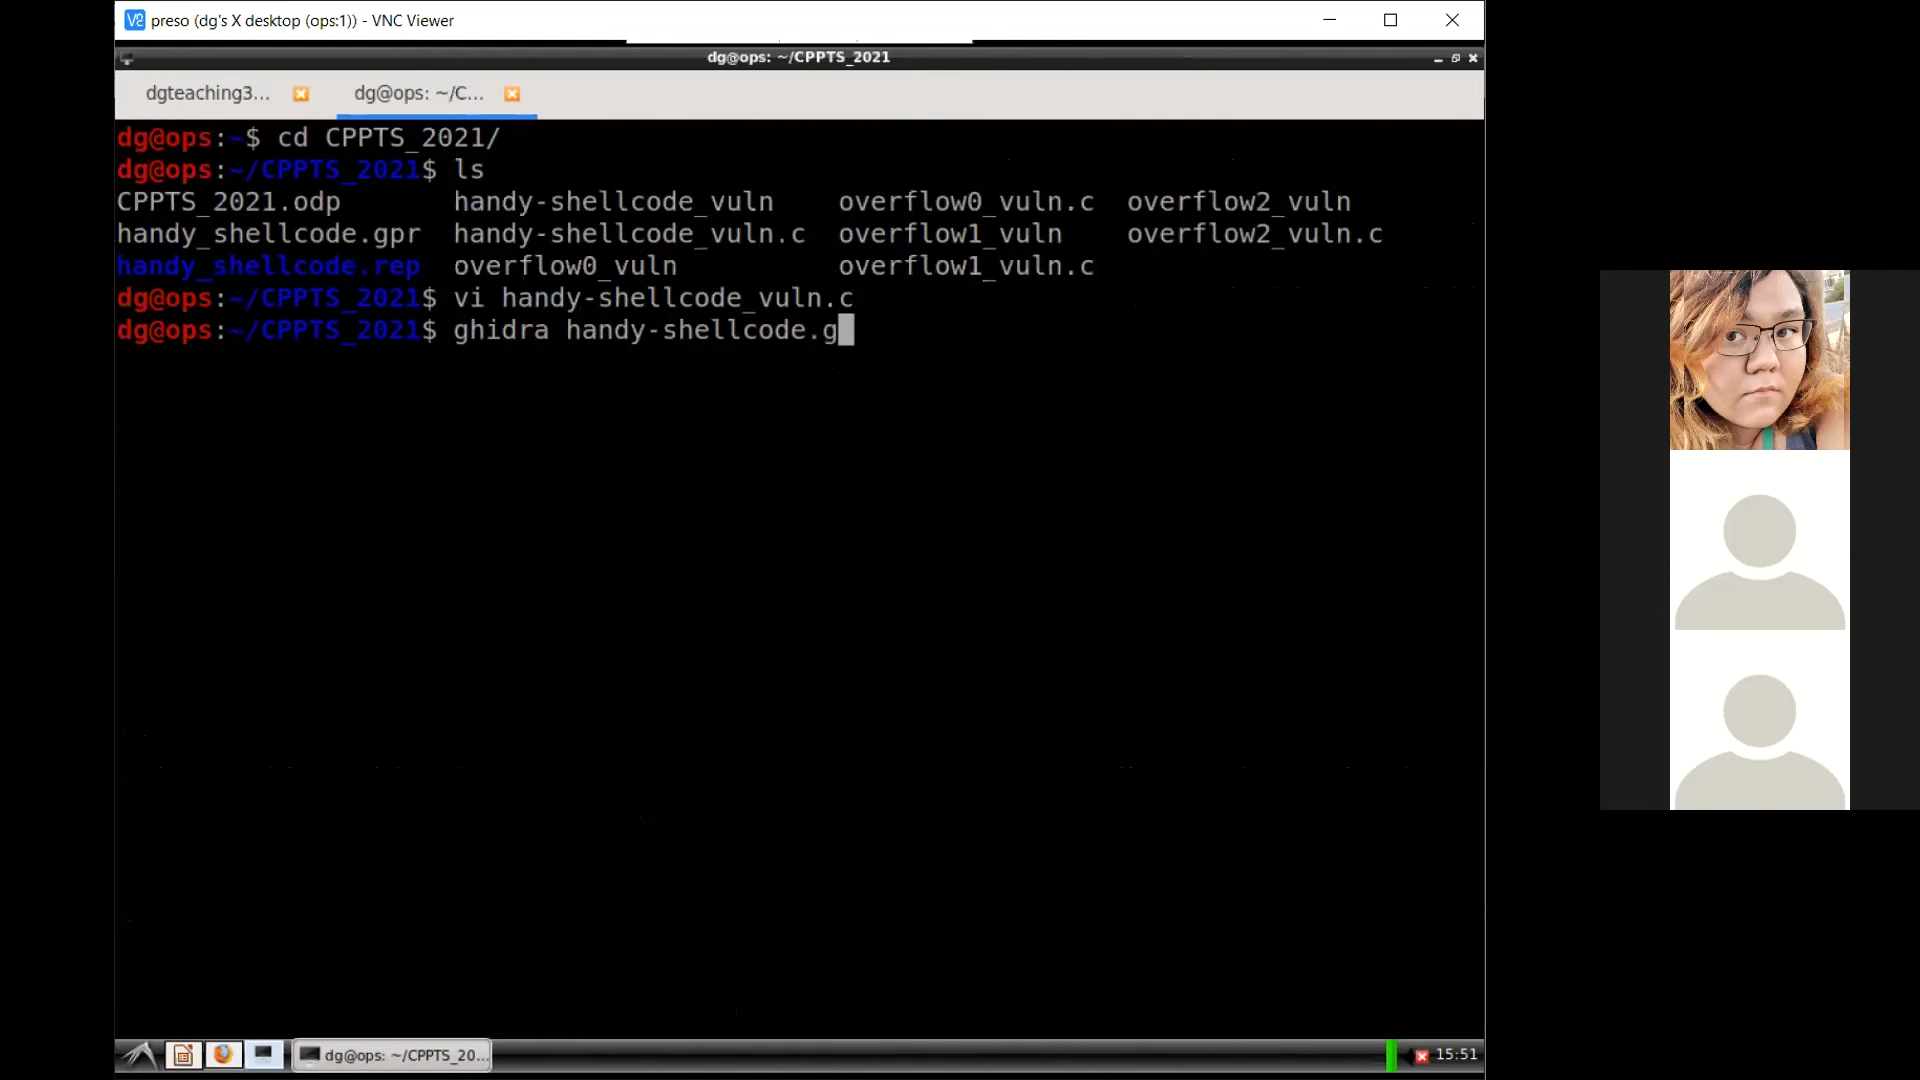 preso (dg's X desktop (ops:1)) - VNC Viewer
dg@ops: ~/CPPTS_2021
dgteaching3... dg@ops: ~/C...
dg@ops:~$ cd CPPTS_2021/
dg@ops:~/CPPTS_2021$ ls
CPPTS_2021.odp handy-shellcode_vuln overflow0_vuln.c overflow2_vuln
handy_shellcode.gpr handy-shellcode_vuln.c overflow1_vuln overflow2_vuln.c
handy_shellcode.rep overflow0_vuln overflow1_vuln.c
dg@ops:~/CPPTS_2021$ vi handy-shellcode_vuln.c
dg@ops:~/CPPTS_2021$ ghidra handy-shellcode.g
dg@ops: ~/CPPTS_20... 15:51